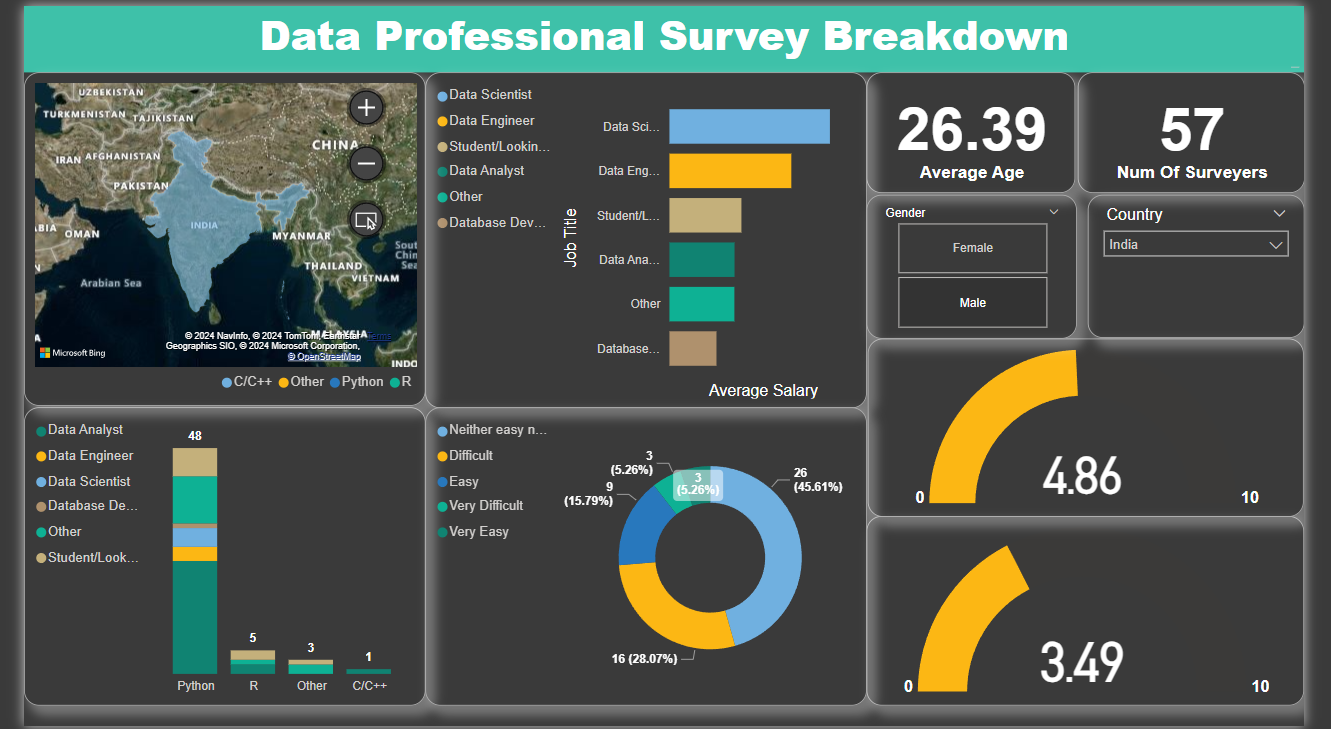 Data Professional Survey Breakdown
UZBEKISTAN
TURKMENISTAN
TAJIKISTAN
CHINA
IRAN
AFGHANISTAN
PAKISTAN
OMAN
INDIA
MYANMAR
THAILAND
VIETNAM
Arabian Sea
MALAYSIA
© 2024 NavInfo, © 2024 TomTom, Earthstar
Terms
Geographics SIO, © 2024 Microsoft Corporation,
© OpenStreetMap
Microsoft Bing
INDO
C/C++
Other
Python
R
Data Scientist
Data Engineer
Student/Lookin...
Data Analyst
Other
Database Dev...
Job Title
Data Sci...
Data Eng...
Student/L...
Data Ana...
Other
Database...
Average Salary
26.39
Average Age
57
Num Of Surveyers
Gender
Female
Male
Country
India
Data Analyst
Data Engineer
Data Scientist
Database De...
Other
Student/Look...
48
5
3
1
Python
R
Other
C/C++
Neither easy n...
Difficult
Easy
Very Difficult
Very Easy
3
(5.26%)
3
(5.26%)
9
(15.79%)
26
(45.61%)
16 (28.07%)
4.86
0
10
3.49
0
10